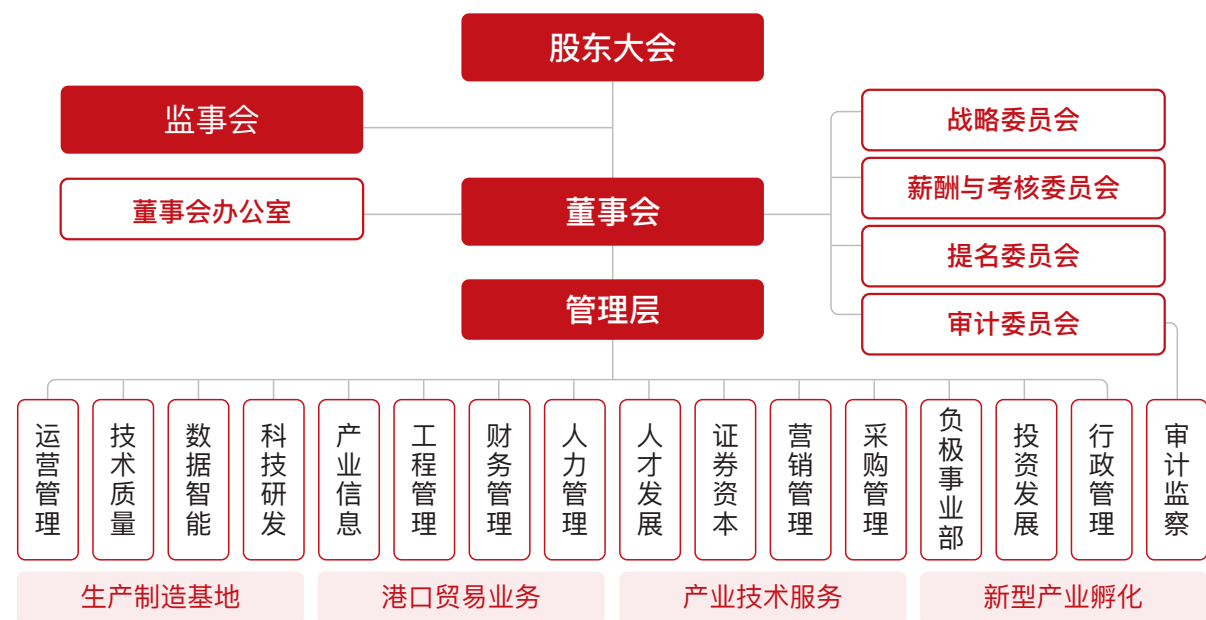 股东大会
监事会
战略委员会
薪酬与考核委员会
董事会办公室
董事会
提名委员会
管理层
审计委员会
运营管理
技术质量
数据智能
科技研发
产业信息
工程管理
财务管理
人力管理
人才发展
证券资本
营销管理
采购管理
负极事业部
投资发展
行政管理
审计监察
生产制造基地
港口贸易业务
产业技术服务
新型产业孵化